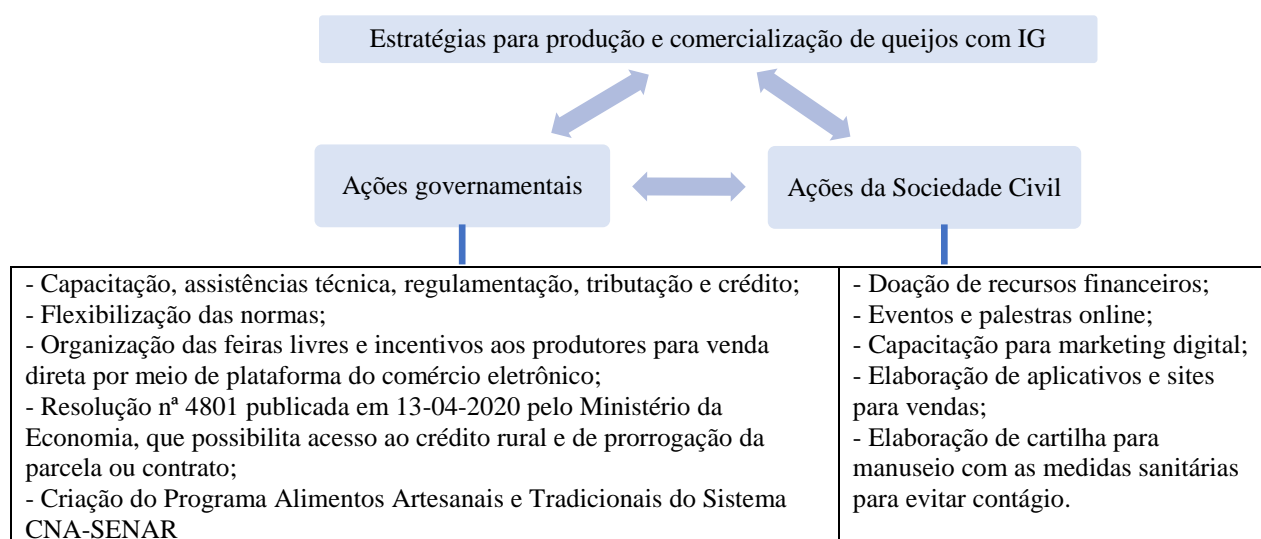 Estratégias para produção e comercialização de queijos com IG
Ações governamentais
Ações da Sociedade Civil
- Capacitação, assistências técnica, regulamentação, tributação e crédito;
- Flexibilização das normas;
- Organização das feiras livres e incentivos aos produtores para venda
direta por meio de plataforma do comércio eletrônico;
- Resolução nª 4801 publicada em 13-04-2020 pelo Ministério da
Economia, que possibilita acesso ao crédito rural e de prorrogação da
parcela ou contrato;
- Criação do Programa Alimentos Artesanais e Tradicionais do Sistema
CNA-SENAR
- Doação de recursos financeiros;
- Eventos e palestras online;
- Capacitação para marketing digital;
- Elaboração de aplicativos e sites
para vendas;
- Elaboração de cartilha para
manuseio com as medidas sanitárias
para evitar contágio.